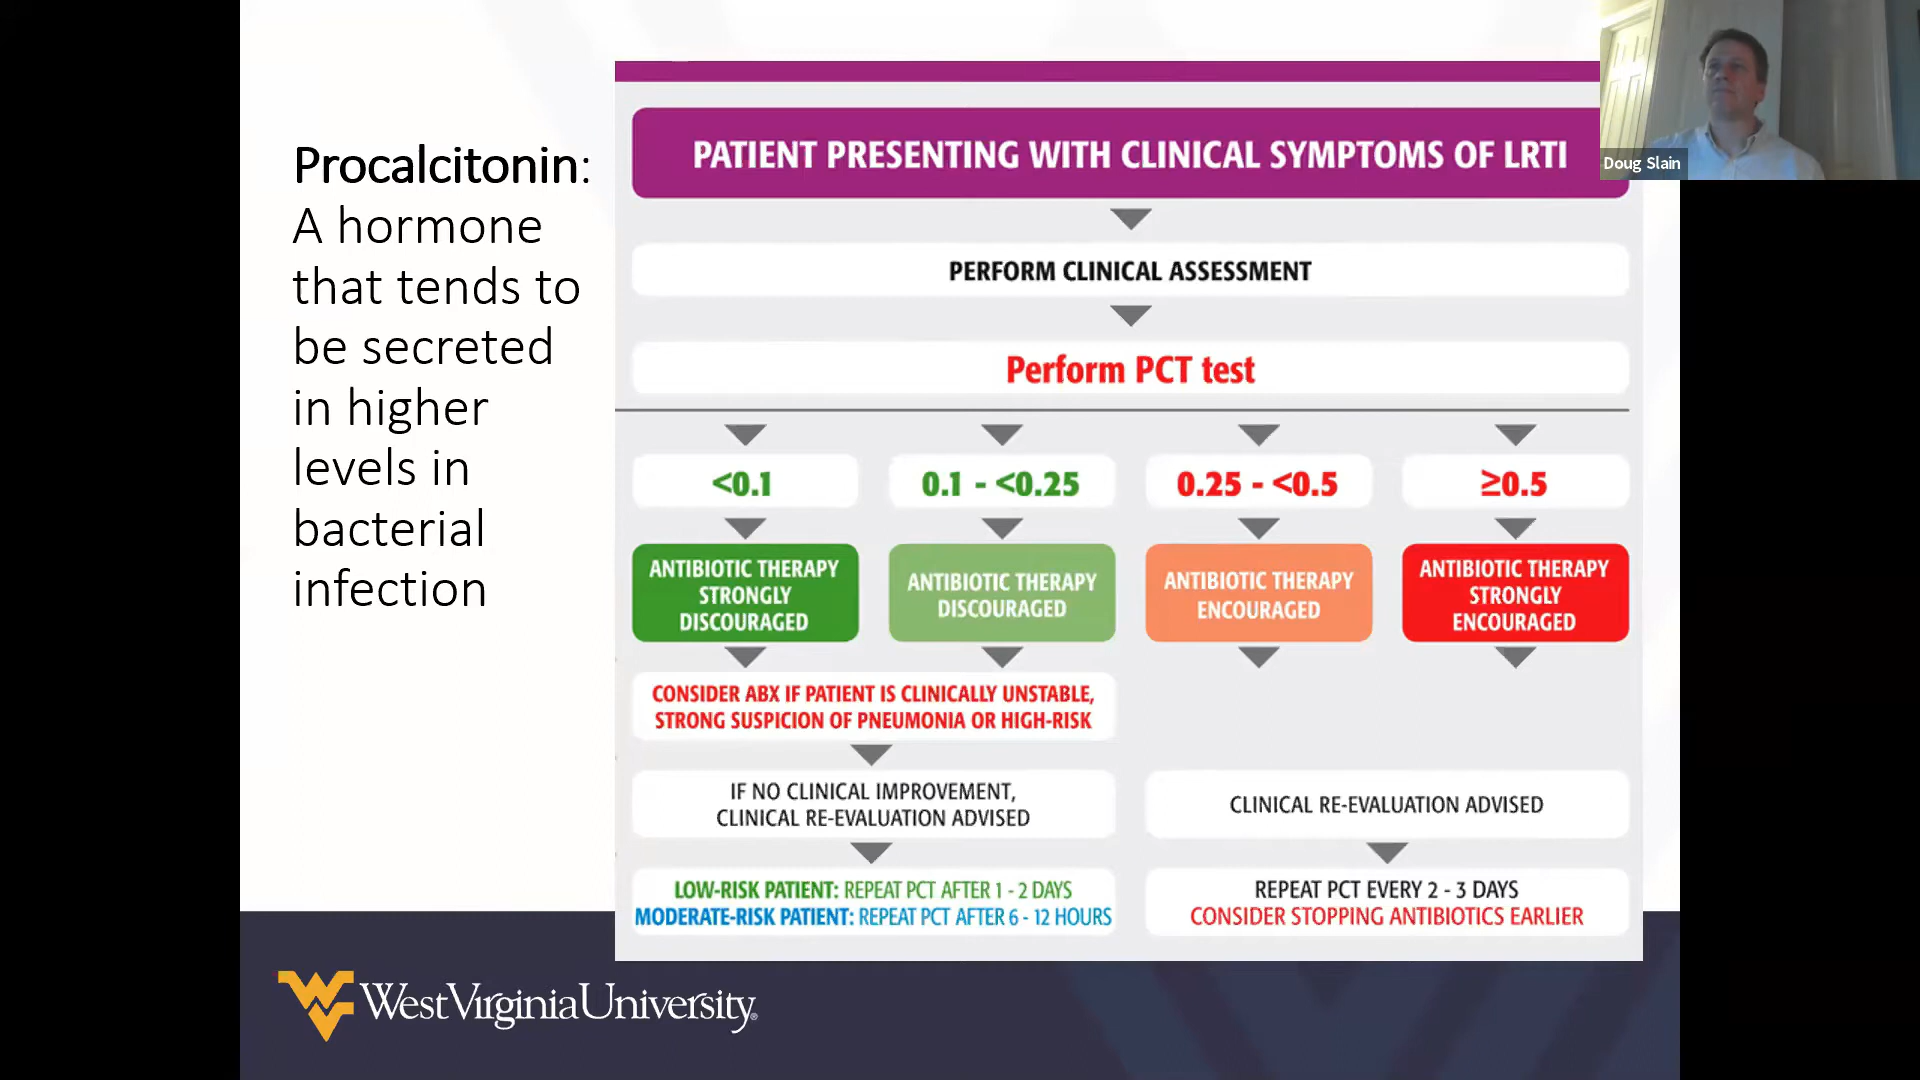 Procalcitonin:
A hormone
that tends to
be secreted
in higher
levels in
bacterial
infection
PATIENT PRESENTING WITH CLINICAL SYMPTOMS OF LRTI
PERFORM CLINICAL ASSESSMENT
Perform PCT test
<0.1
0.1 - <0.25
0.25 - <0.5
≥0.5
ANTIBIOTIC THERAPY
STRONGLY
DISCOURAGED
ANTIBIOTIC THERAPY
DISCOURAGED
ANTIBIOTIC THERAPY
ENCOURAGED
ANTIBIOTIC THERAPY
STRONGLY
ENCOURAGED
CONSIDER ABX IF PATIENT IS CLINICALLY UNSTABLE,
STRONG SUSPICION OF PNEUMONIA OR HIGH-RISK
IF NO CLINICAL IMPROVEMENT,
CLINICAL RE-EVALUATION ADVISED
LOW-RISK PATIENT: REPEAT PCT AFTER 1 - 2 DAYS
MODERATE-RISK PATIENT: REPEAT PCT AFTER 6 - 12 HOURS
CLINICAL RE-EVALUATION ADVISED
REPEAT PCT EVERY 2 - 3 DAYS
CONSIDER STOPPING ANTIBIOTICS EARLIER
Doug Slain
WV West Virginia University®